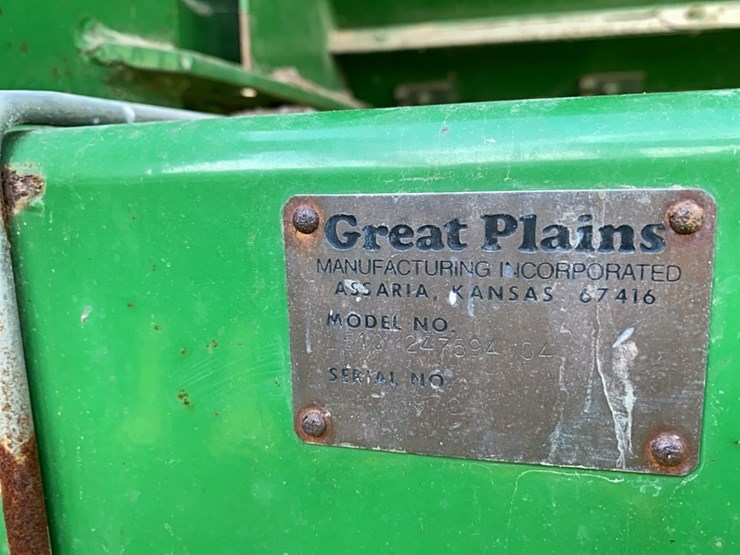 Great Plains
MANUFACTURING INCORPORATED
ASSARIA, KANSAS 67416
MODEL NO.
SERIAL NO